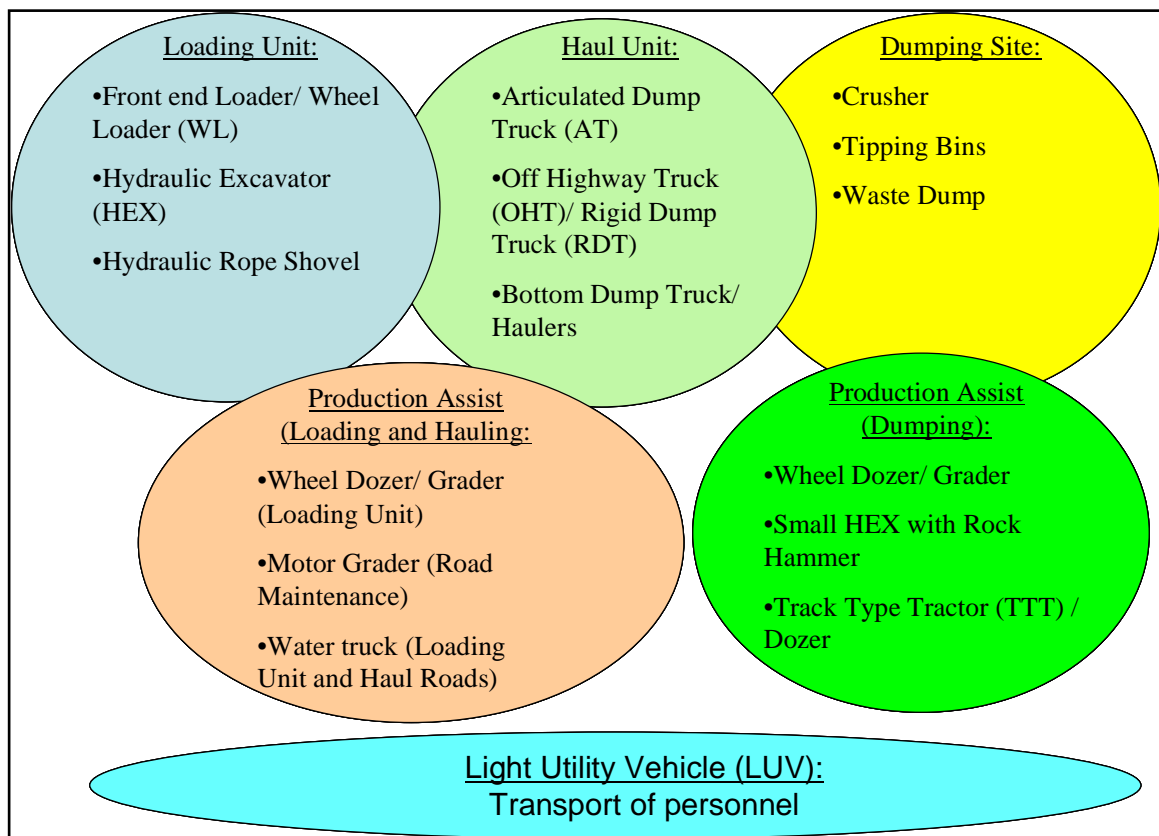 Loading Unit:
•Front end Loader/ Wheel
Loader (WL)
•Hydraulic Excavator
(HEX)
•Hydraulic Rope Shovel
Haul Unit:
•Articulated Dump
Truck (AT)
•Off Highway Truck
(OHT)/ Rigid Dump
Truck (RDT)
•Bottom Dump Truck/
Haulers
Dumping Site:
•Crusher
•Tipping Bins
•Waste Dump
Production Assist
(Loading and Hauling:
•Wheel Dozer/ Grader
(Loading Unit)
•Motor Grader (Road
Maintenance)
•Water truck (Loading
Unit and Haul Roads)
Production Assist
(Dumping):
•Wheel Dozer/ Grader
•Small HEX with Rock
Hammer
•Track Type Tractor (TTT) /
Dozer
Light Utility Vehicle (LUV):
Transport of personnel